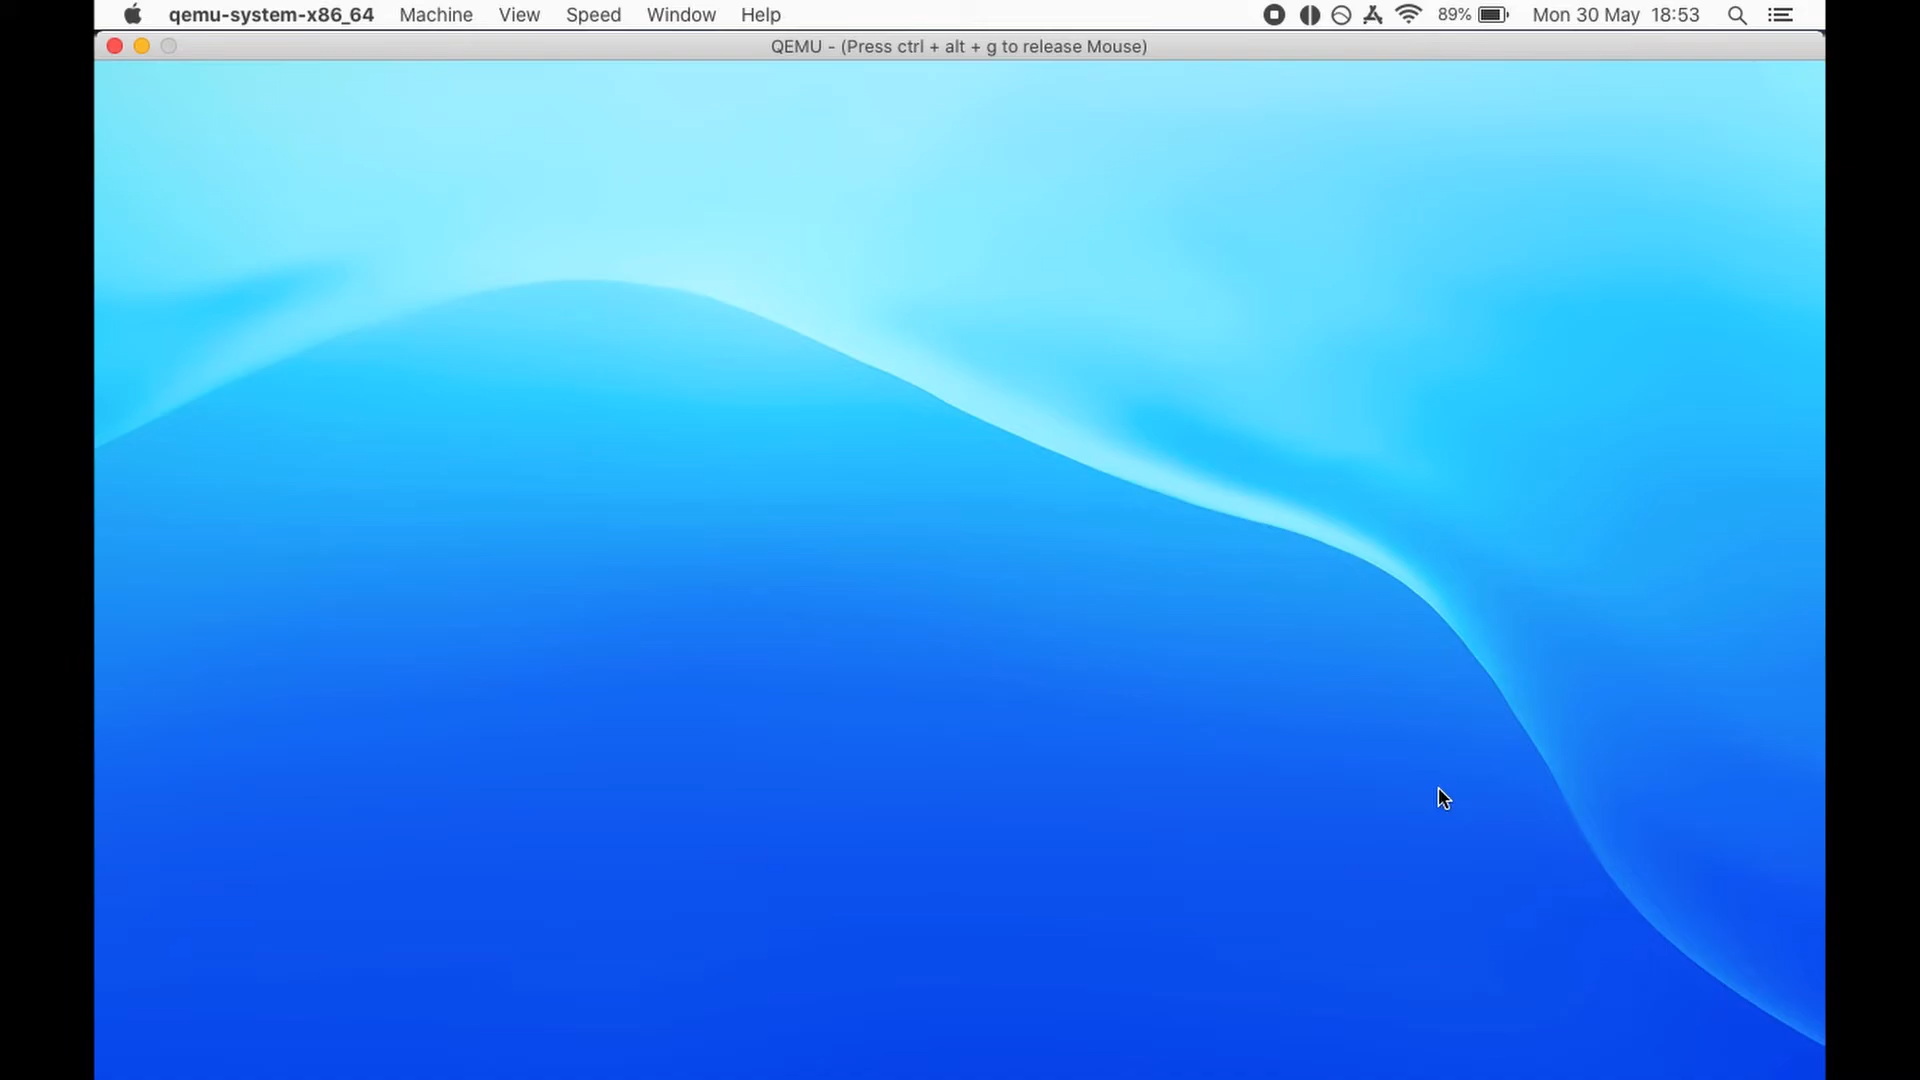 qemu-system-x86_64 Machine View Speed Window Help 89% Mon 30 May 18:53
QEMU - (Press ctrl + alt + g to release Mouse)